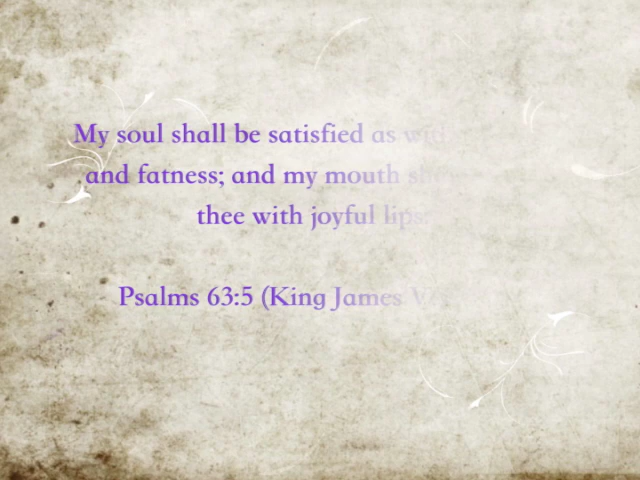 My soul shall be satisfied as with
and fatness; and my mouth
thee with joyful lips:
Psalms 63:5 (King James